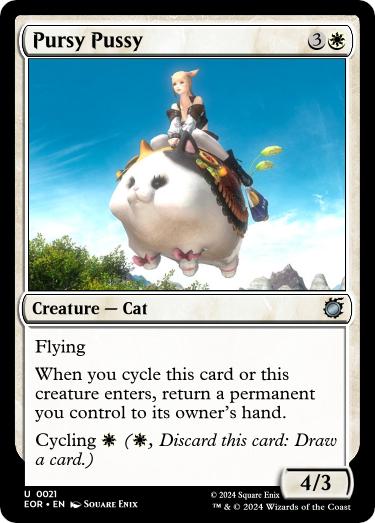 Pursy Pussy 3
Creature — Cat
Flying
When you cycle this card or this
creature enters, return a permanent
you control to its owner's hand.
Cycling (, Discard this card: Draw
a card.)
4/3
U 0021
EOR • EN SQUARE ENIX
© 2024 Square Enix
™ & © 2024 Wizards of the Coast